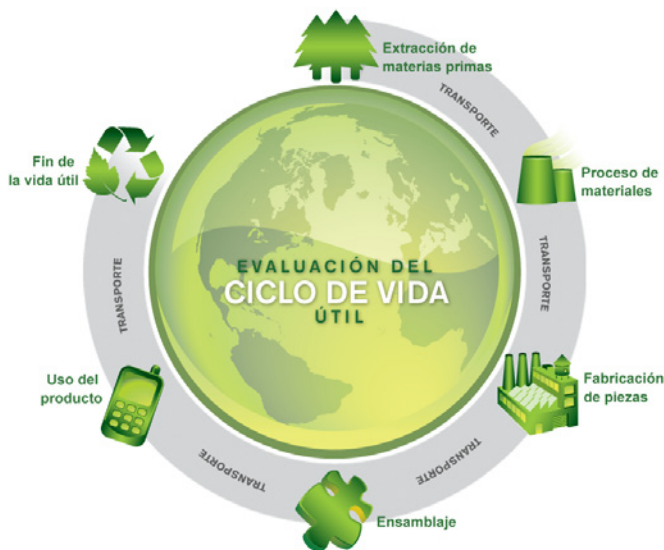 Extracción de
materias primas
TRANSPORTE
Proceso de
materiales
TRANSPORTE
Fabricación
de piezas
TRANSPORTE
Ensamblaje
TRANSPORTE
Uso del
producto
TRANSPORTE
Fin de
la vida útil
EVALUACIÓN DEL
CICLO DE VIDA
ÚTIL